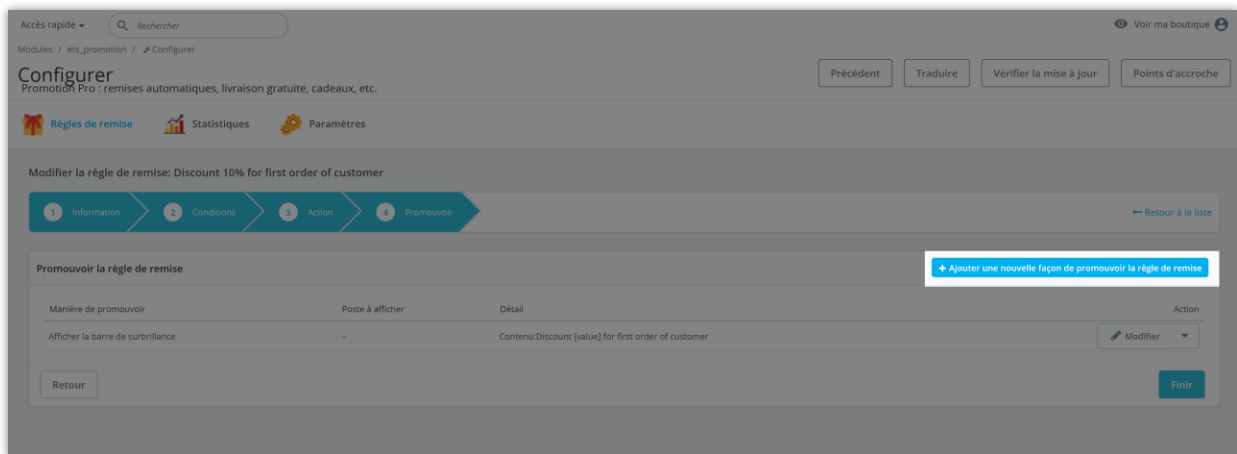 Accès rapide
Rechercher
Voir ma boutique
Modules / ets_promotion / Configurer
Configurer
Promotion Pro : remises automatiques, livraison gratuite, cadeaux, etc.
Précédent
Traduire
Vérifier la mise à jour
Points d'accroche
Règles de remise
Statistiques
Paramètres
Modifier la règle de remise: Discount 10% for first order of customer
1 Information
2 Conditions
3 Action
4 Promouvoir
Retour à la liste
Promouvoir la règle de remise
+ Ajouter une nouvelle façon de promouvoir la règle de remise
Manière de promouvoir
Poste à afficher
Détail
Action
Afficher la barre de surbrillance
--
Contenu:Discount [value] for first order of customer
Modifier
Retour
Finir